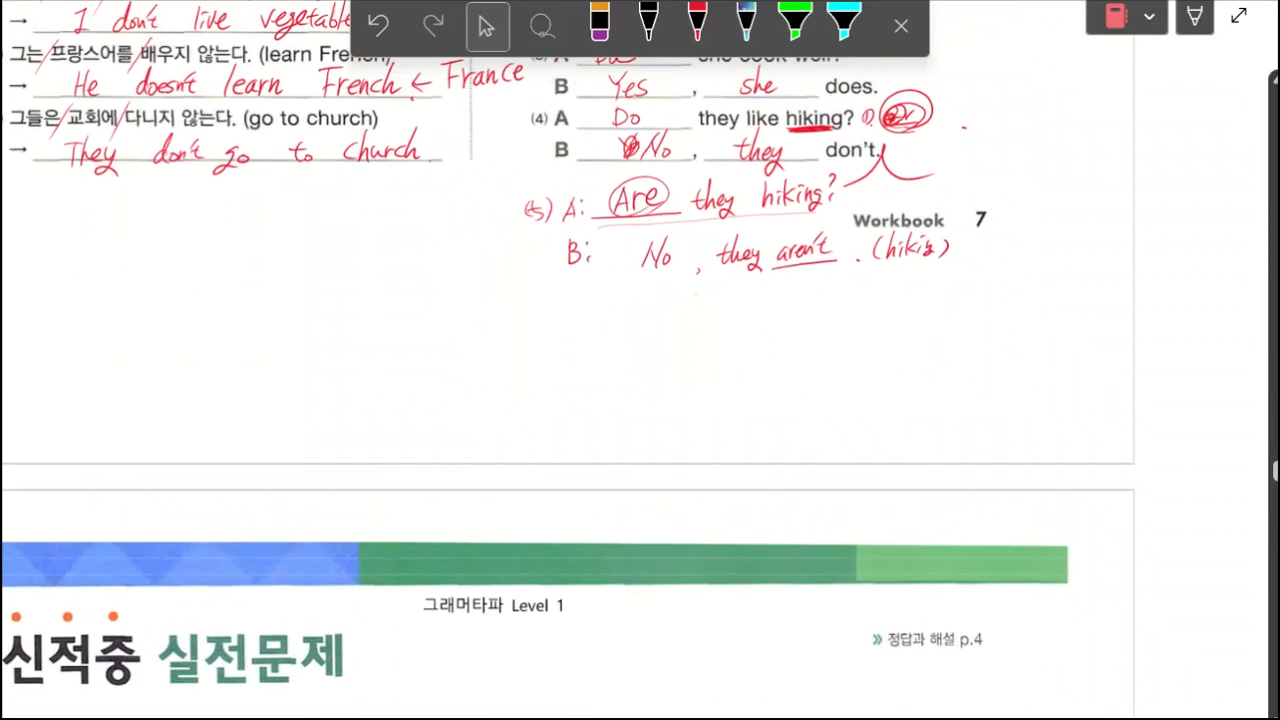 → I don't live vegetable
그는 프랑스어를 배우지 않는다. (learn French)
→ He doesn't learn French ← France
그들은 교회에 다니지 않는다. (go to church)
→ They don't go to church.
B Yes, she does.
(4) A Do they like hiking?
B No, they don't.
(5) A: Are they hiking?
B: No, they aren't. (hikig)
Workbook 7
그래머타파 Level 1
신적중 실전문제
» 정답과 해설 p.4